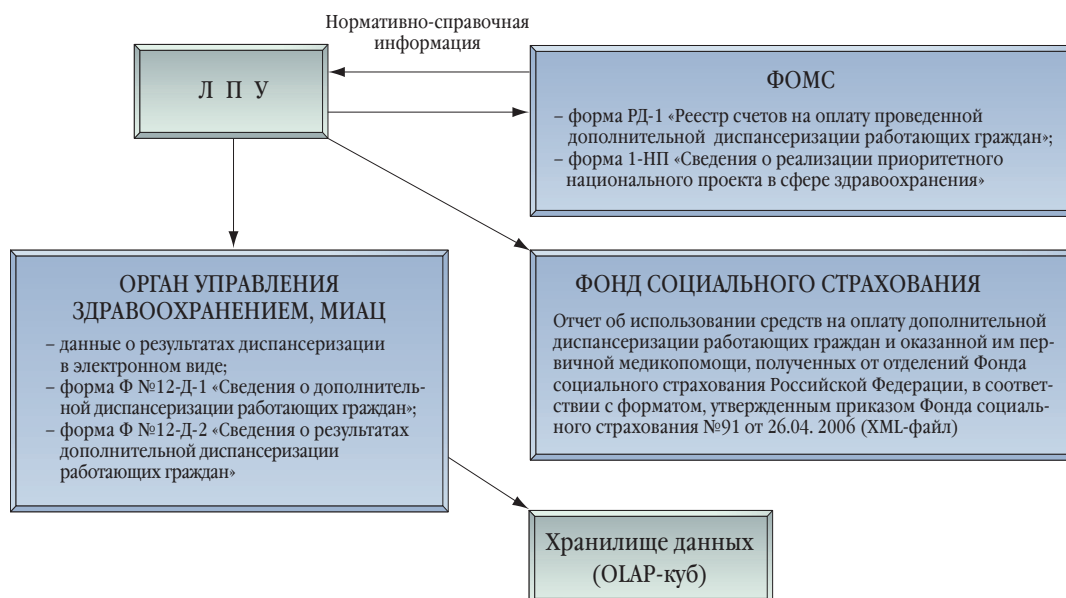 Нормативно-справочная
информация
Л П У
ФОМС
– форма РД-1 «Реестр счетов на оплату проведенной
дополнительной диспансеризации работающих граждан»;
– форма 1-НП «Сведения о реализации приоритетного
национального проекта в сфере здравоохранения»
ОРГАН УПРАВЛЕНИЯ
ЗДРАВООХРАНЕНИЕМ, МИАЦ
– данные о результатах диспансеризации
в электронном виде;
– форма Ф №12-Д-1 «Сведения о дополнитель-
ной диспансеризации работающих граждан»;
– форма Ф №12-Д-2 «Сведения о результатах
дополнительной диспансеризации
работающих граждан»
ФОНД СОЦИАЛЬНОГО СТРАХОВАНИЯ
Отчет об использовании средств на оплату дополнительной
диспансеризации работающих граждан и оказанной им пер-
вичной медикопомощи, полученных от отделений Фонда
социального страхования Российской Федерации, в соответ-
ствии с форматом, утвержденным приказом Фонда социаль-
ного страхования №91 от 26.04. 2006 (XML-файл)
Хранилище данных
(OLAP-куб)